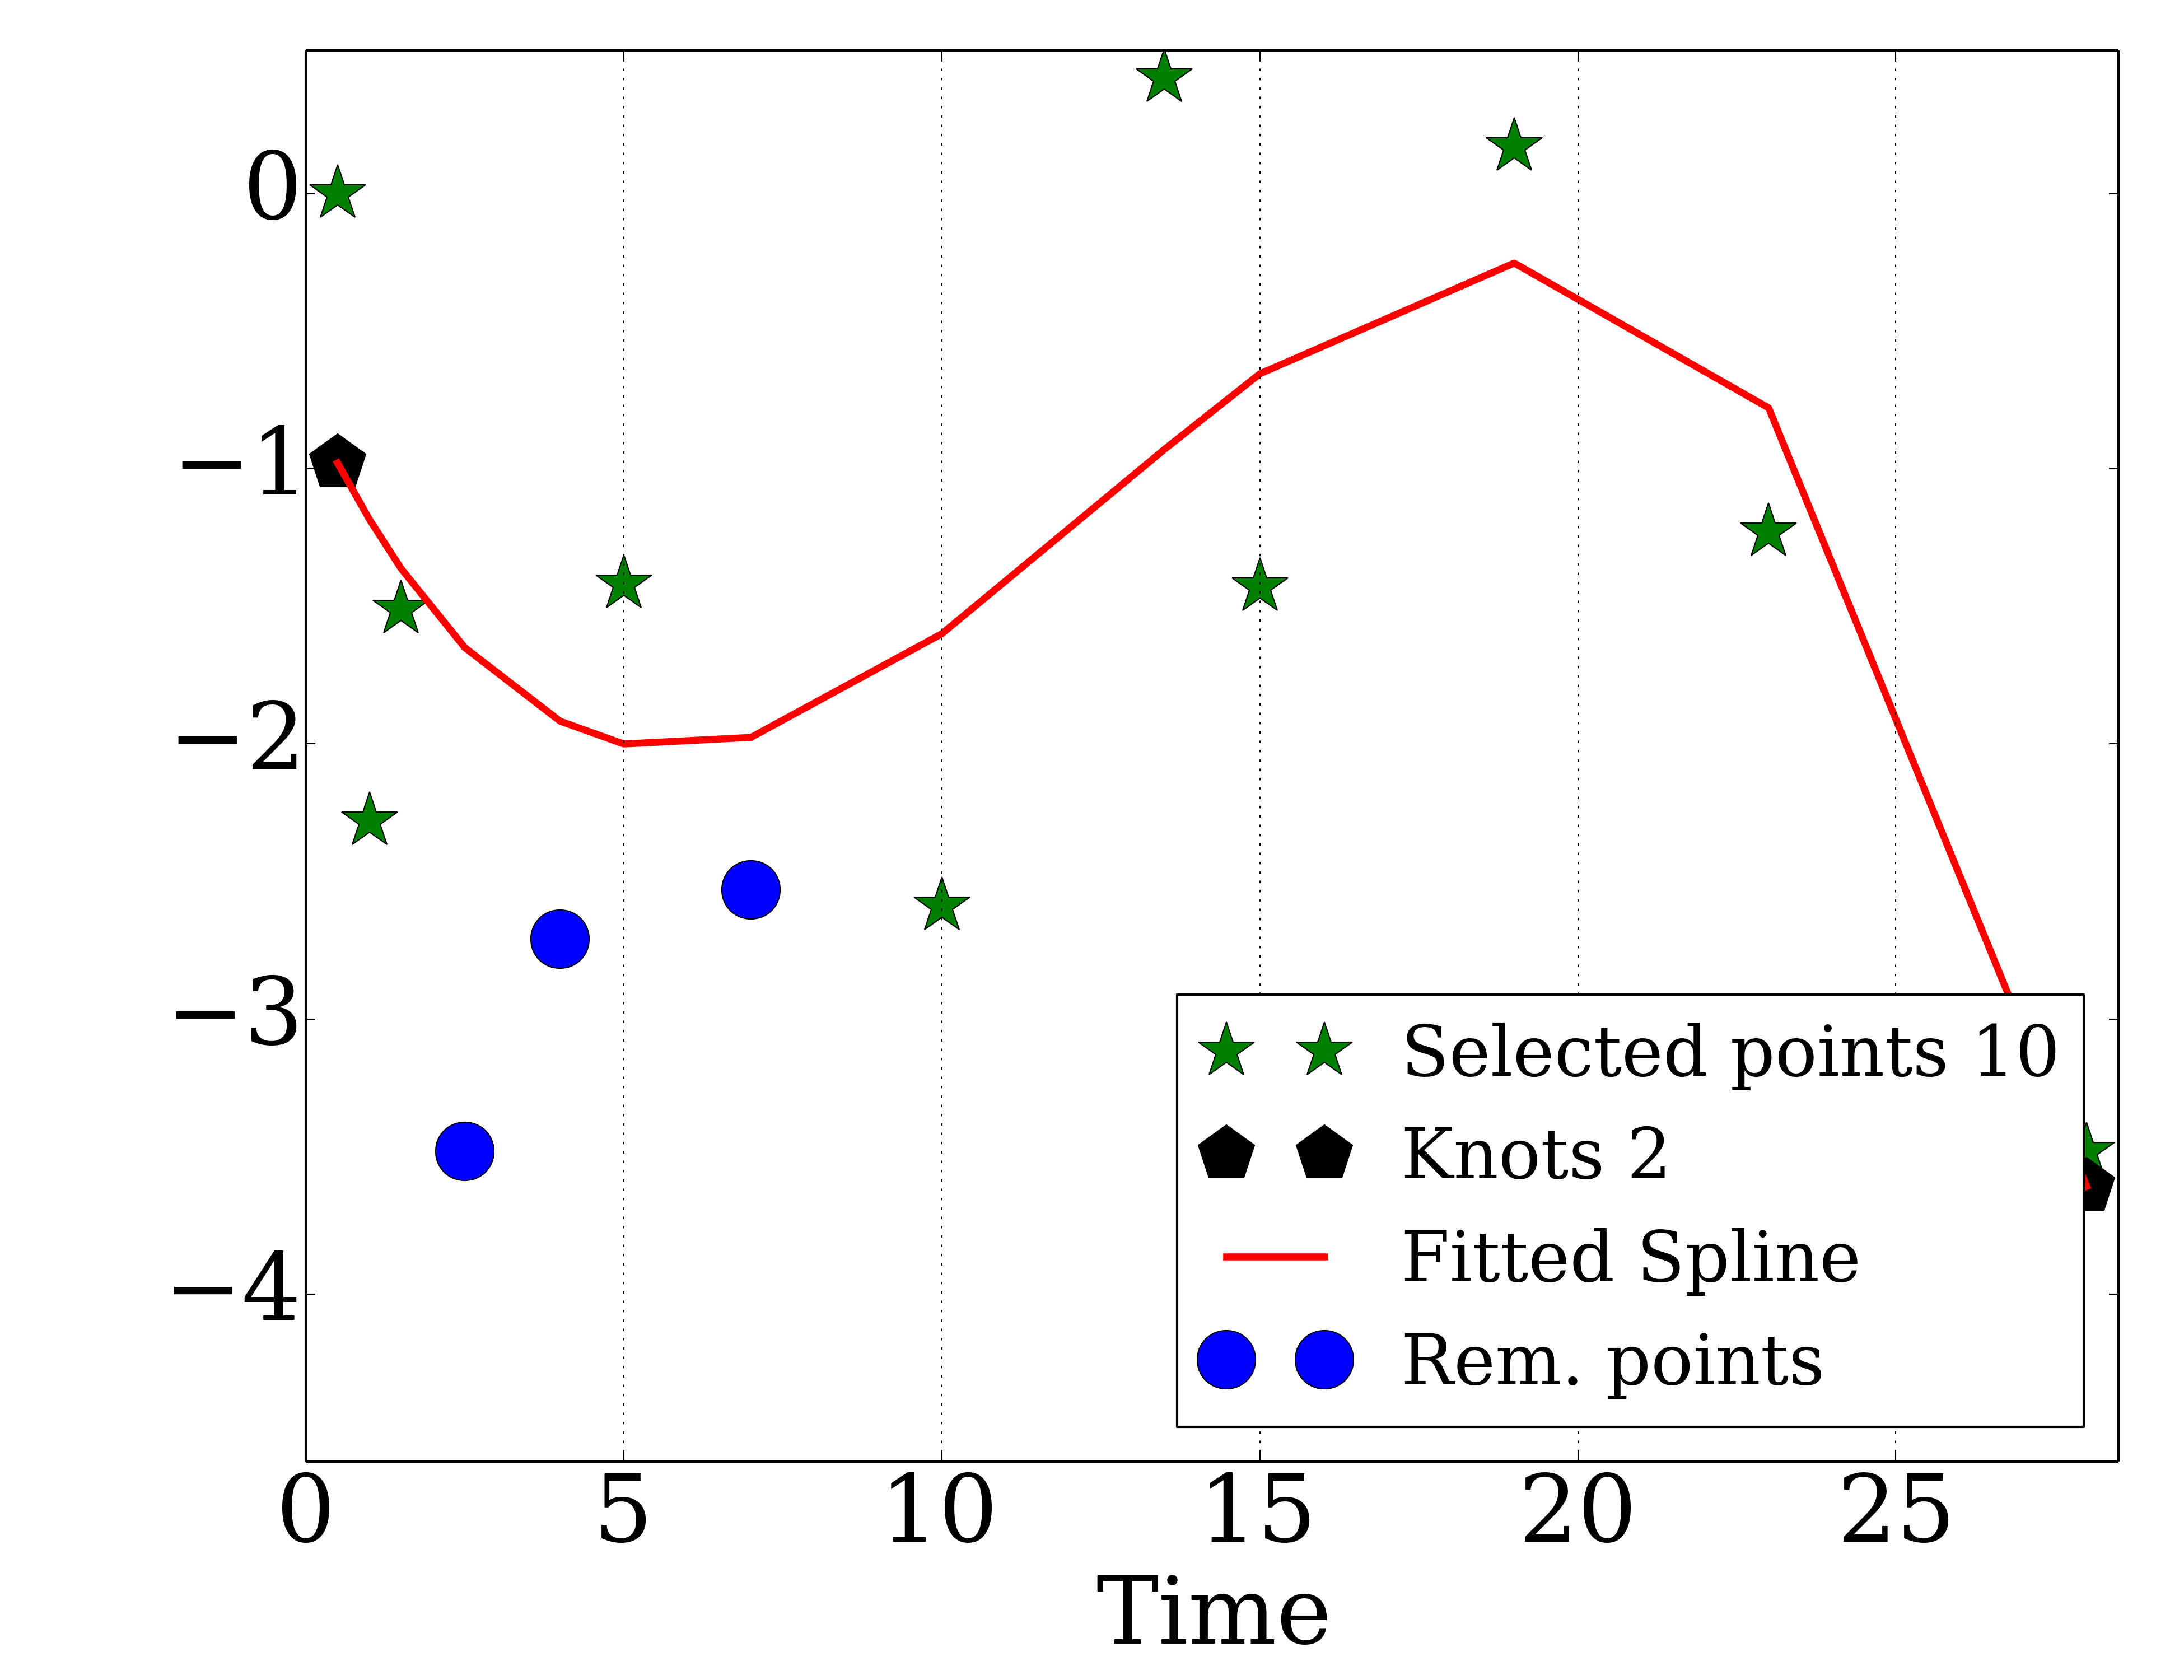 0
−1
−2
−3
−4
Selected points 10
Knots 2
Fitted Spline
Rem. points
0 5 10 15 20 25
Time